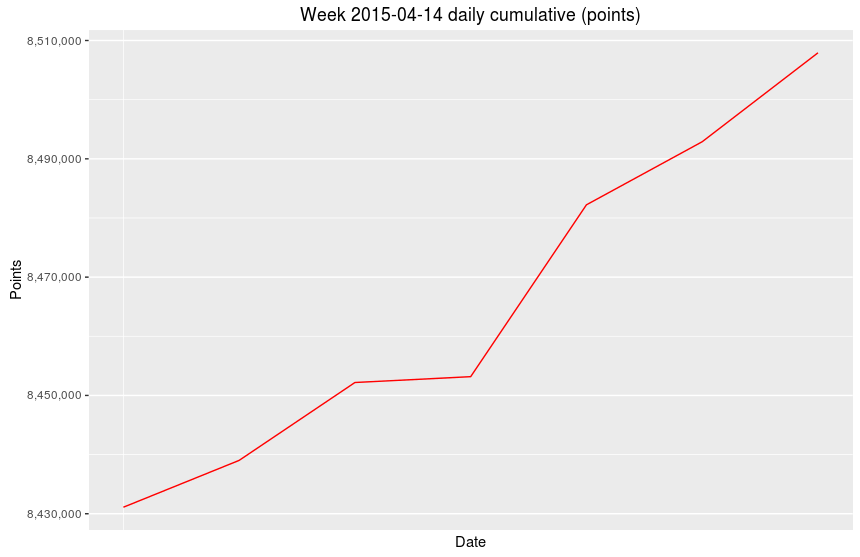 Week 2015-04-14 daily cumulative (points)
8,510,000
8,490,000
8,470,000
8,450,000
8,430,000
Points
Date